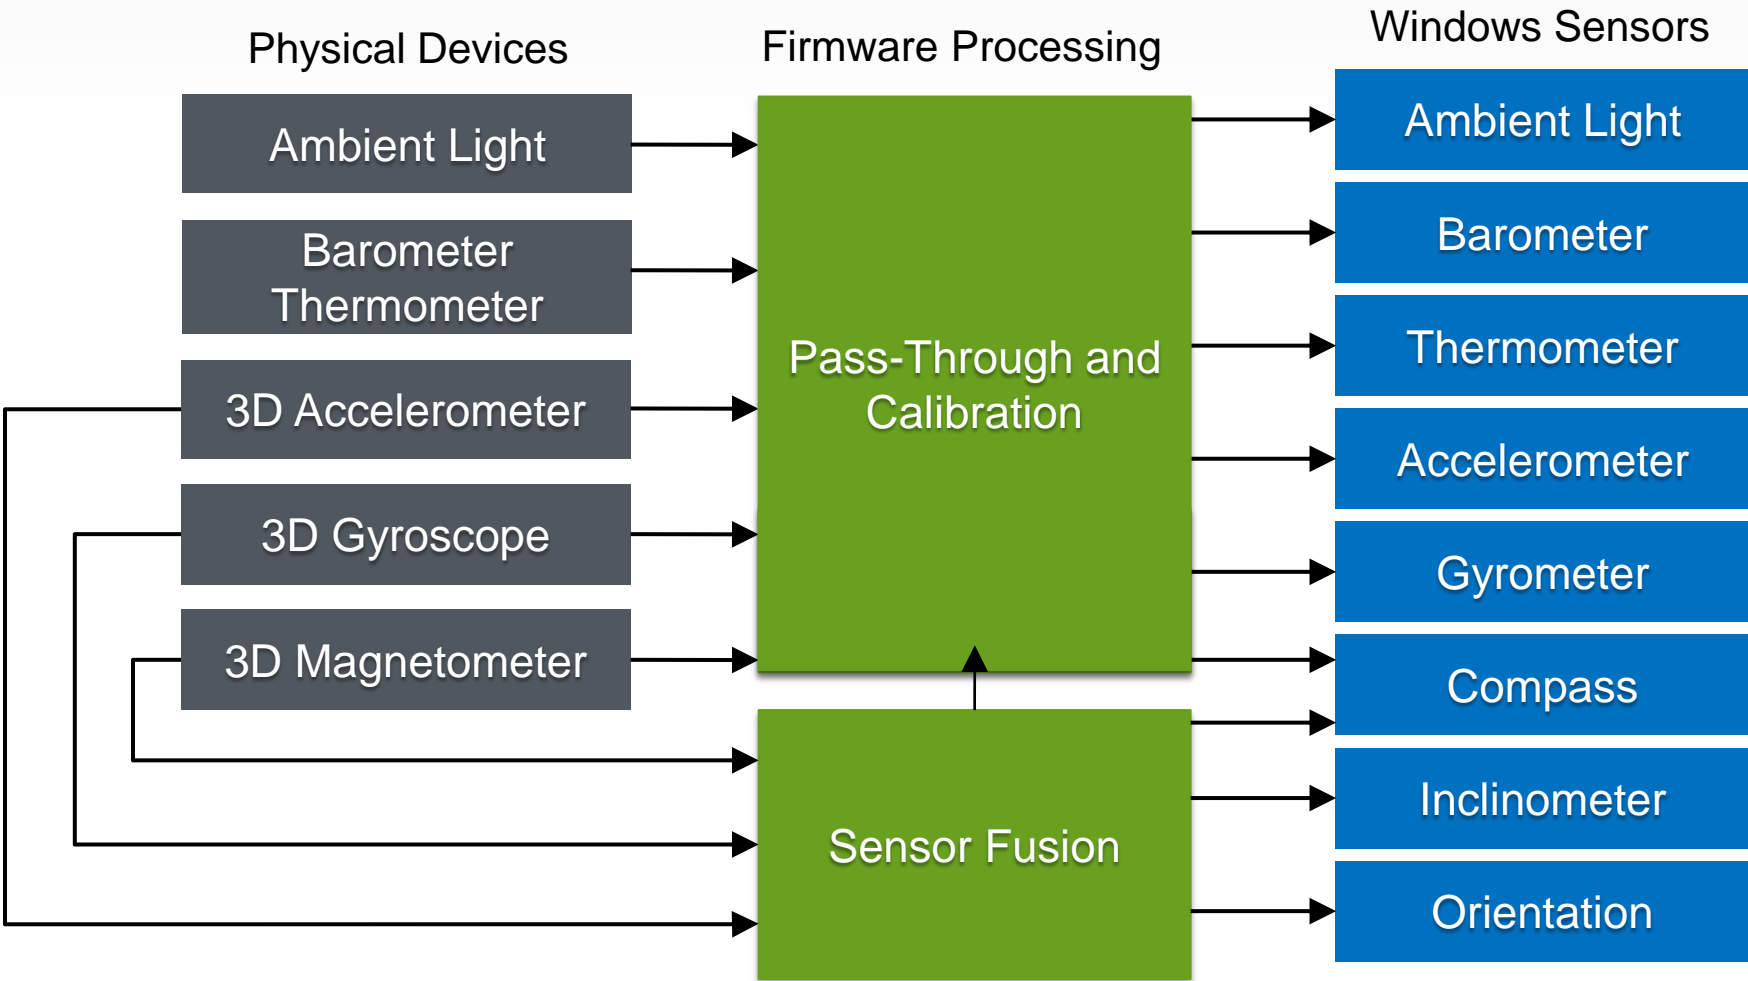 Physical Devices
Firmware Processing
Windows Sensors
Ambient Light
Barometer
Thermometer
3D Accelerometer
3D Gyroscope
3D Magnetometer
Pass-Through and
Calibration
Sensor Fusion
Ambient Light
Barometer
Thermometer
Accelerometer
Gyrometer
Compass
Inclinometer
Orientation